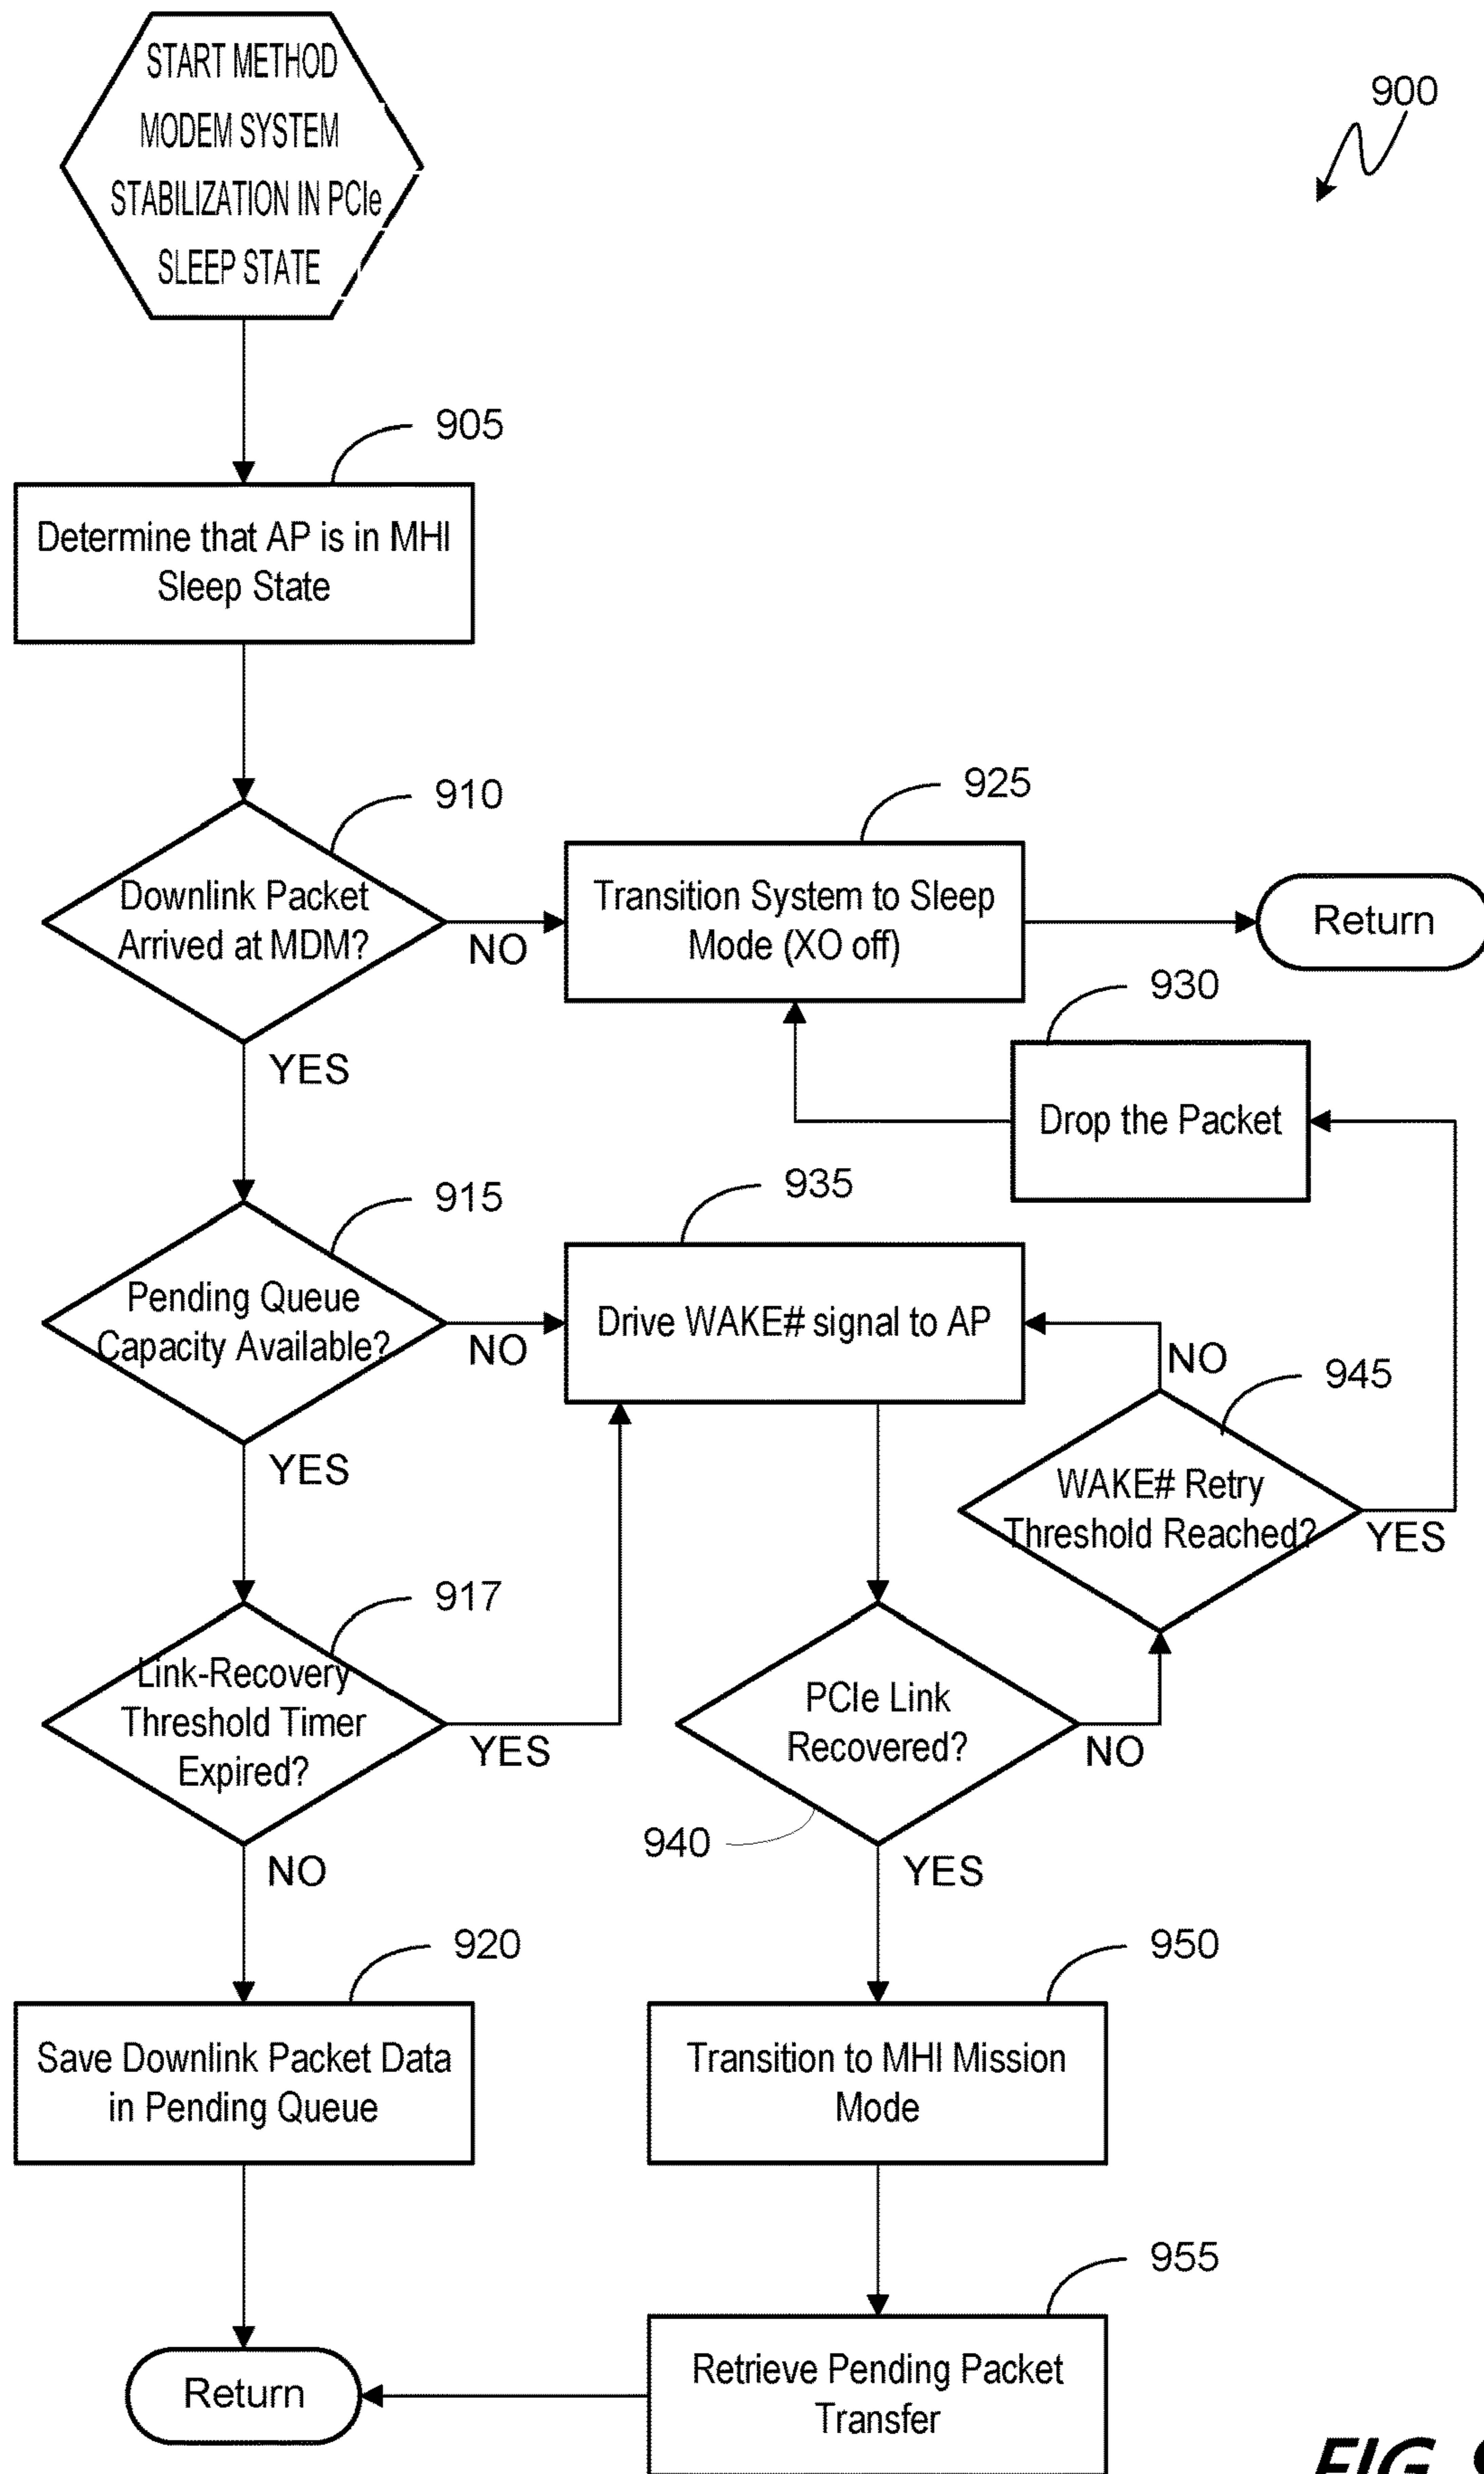 START METHOD
MODEM SYSTEM
STABILIZATION IN PCIe
SLEEP STATE
900
905
Determine that AP is in MHI
Sleep State
910
Downlink Packet
Arrived at MDM?
NO
YES
925
Transition System to Sleep
Mode (XO off)
Return
930
Drop the Packet
915
Pending Queue
Capacity Available?
NO
YES
935
Drive WAKE# signal to AP
NO
945
WAKE# Retry
Threshold Reached?
YES
917
Link-Recovery
Threshold Timer
Expired?
YES
NO
PCIe Link
Recovered?
NO
940
YES
920
Save Downlink Packet Data
in Pending Queue
950
Transition to MHI Mission
Mode
955
Retrieve Pending Packet
Transfer
Return
FIG